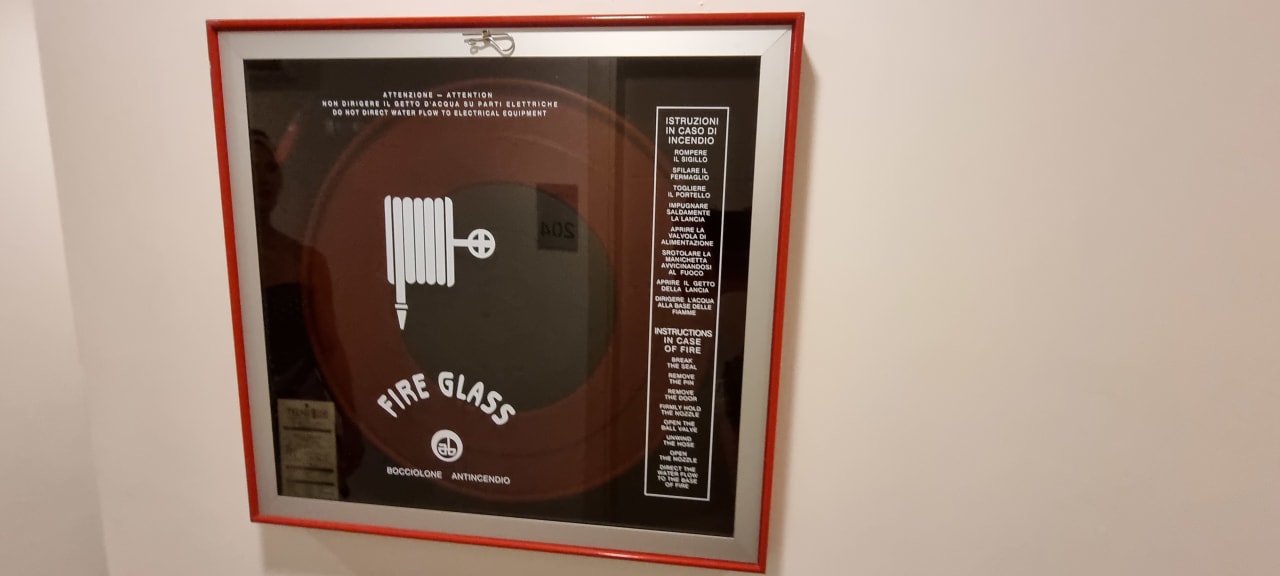 ATTENZIONE — ATTENTION
NON DIRIGERE IL GETTO D'ACQUA SU PARTI ELETTRICHE
DO NOT DIRECT WATER FLOW TO ELECTRICAL EQUIPMENT
204
FIRE GLASS
ab
BOCCIOLONE ANTINCENDIO
ISTRUZIONI
IN CASO DI
INCENDIO
ROMPERE
IL SIGILLO
SFILARE IL
FERMAGLIO
TOGLIERE
IL PORTELLO
IMPUGNARE
SALDAMENTE
LA LANCIA
APRIRE LA
VALVOLA DI
ALIMENTAZIONE
SROTOLARE LA
MANICHETTA
AVVICINANDOSI
AL FUOCO
APRIRE IL GETTO
DELLA LANCIA
DIRIGERE L'ACQUA
ALLA BASE DELLE
FIAMME
INSTRUCTIONS
IN CASE
OF FIRE
BREAK
THE SEAL
REMOVE
THE PIN
REMOVE
THE DOOR
FIRMLY HOLD
THE NOZZLE
OPEN THE
BALL VALVE
UNWIND
THE HOSE
OPEN
THE NOZZLE
DIRECT THE
WATER FLOW
TO THE BASE
OF FIRE